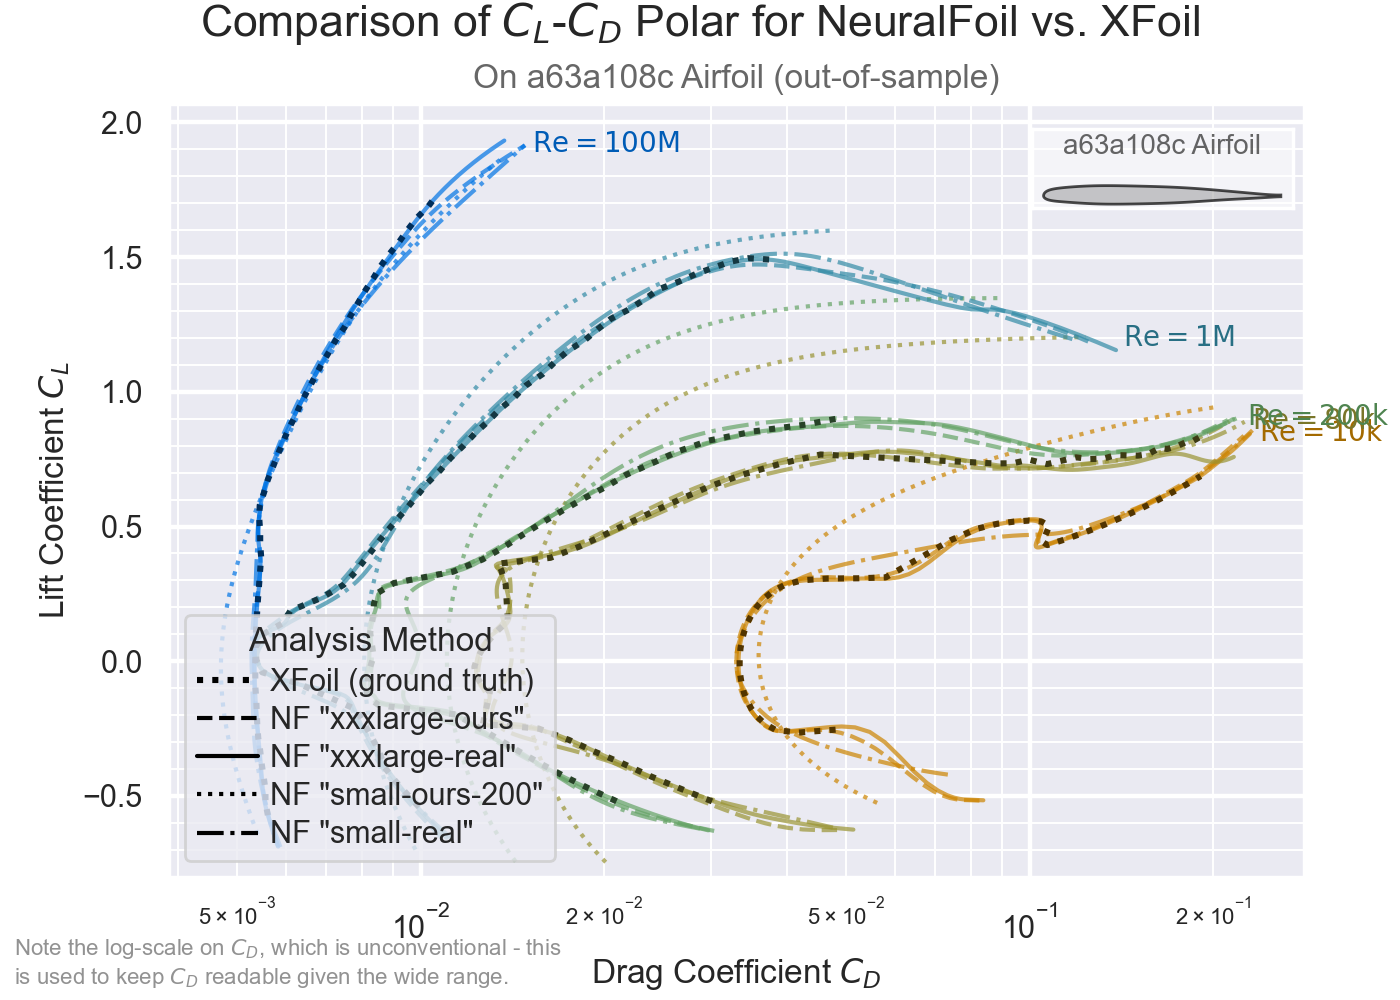 Comparison of C_L-C_D Polar for NeuralFoil vs. XFoil
On a63a108c Airfoil (out-of-sample)
2.0
1.5
1.0
0.5
0.0
−0.5
Lift Coefficient C_L
Re = 100M
a63a108c Airfoil
Re = 1M
Re = 200k
Re = 80k
Re = 10k
Analysis Method
XFoil (ground truth)
NF "xxxlarge-ours"
NF "xxxlarge-real"
NF "small-ours-200"
NF "small-real"
5 × 10⁻³
10⁻²
2 × 10⁻²
5 × 10⁻²
10⁻¹
2 × 10⁻¹
Drag Coefficient C_D
Note the log-scale on C_D, which is unconventional - this
is used to keep C_D readable given the wide range.